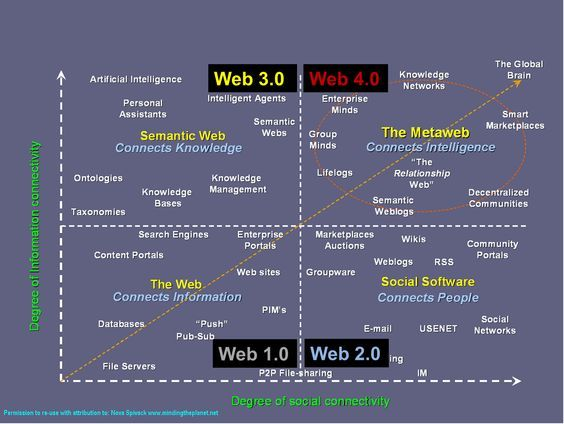 The Global
Brain
Web 3.0
Web 4.0
Artificial Intelligence
Knowledge
Networks
Intelligent Agents
Enterprise
Minds
Personal
Assistants
Semantic
Webs
Smart
Marketplaces
Semantic Web
Connects Knowledge
Group
Minds
The Metaweb
Connects Intelligence
"The
Relationship
Web"
Lifelogs
Ontologies
Knowledge
Management
Knowledge
Bases
Semantic
Weblogs
Decentralized
Communities
Taxonomies
Search Engines
Enterprise
Portals
Marketplaces
Auctions
Wikis
Community
Portals
Content Portals
Weblogs
RSS
Web sites
Groupware
The Web
Connects Information
Social Software
Connects People
PIM's
Databases
"Push"
Pub-Sub
E-mail
USENET
Social
Networks
Web 1.0
Web 2.0
File Servers
P2P File-sharing
IM
Degree of Information connectivity
Degree of social connectivity
Permission to re-use with attribution to: Nova Spivack www.mindingtheplanet.net